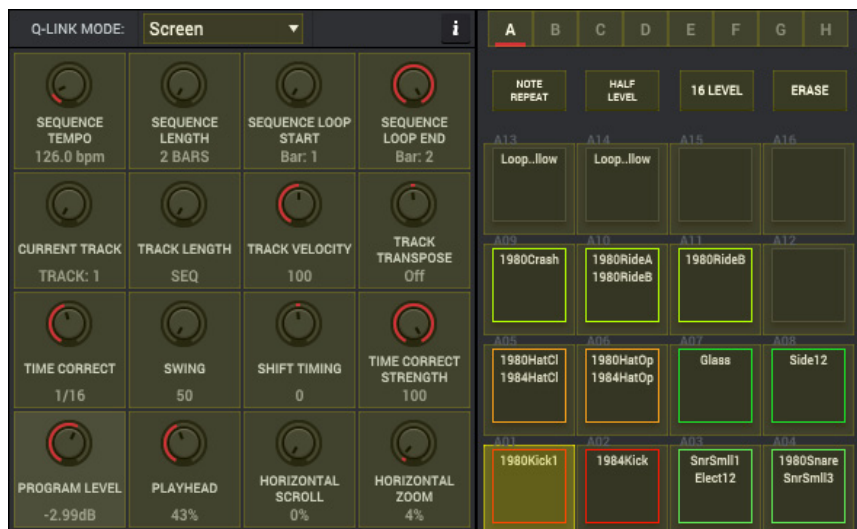 Q-LINK MODE: Screen i
SEQUENCE TEMPO
126.0 bpm
SEQUENCE LENGTH
2 BARS
SEQUENCE LOOP START
Bar: 1
SEQUENCE LOOP END
Bar: 2
CURRENT TRACK
TRACK: 1
TRACK LENGTH
SEQ
TRACK VELOCITY
100
TRACK TRANSPOSE
Off
TIME CORRECT
1/16
SWING
50
SHIFT TIMING
0
TIME CORRECT STRENGTH
100
PROGRAM LEVEL
-2.99dB
PLAYHEAD
43%
HORIZONTAL SCROLL
0%
HORIZONTAL ZOOM
4%
A B C D E F G H
NOTE REPEAT
HALF LEVEL
16 LEVEL
ERASE
A13
Loop..llow
A14
Loop..llow
A15
A16
A09
1980Crash
A10
1980RideA
1980RideB
A11
1980RideB
A12
A05
1980HatCl
1984HatCl
A06
1980HatOp
1984HatOp
A07
Glass
A08
Side12
A01
1980Kick1
A02
1984Kick
A03
SnrSmll1
Elect12
A04
1980Snare
SnrSmll3